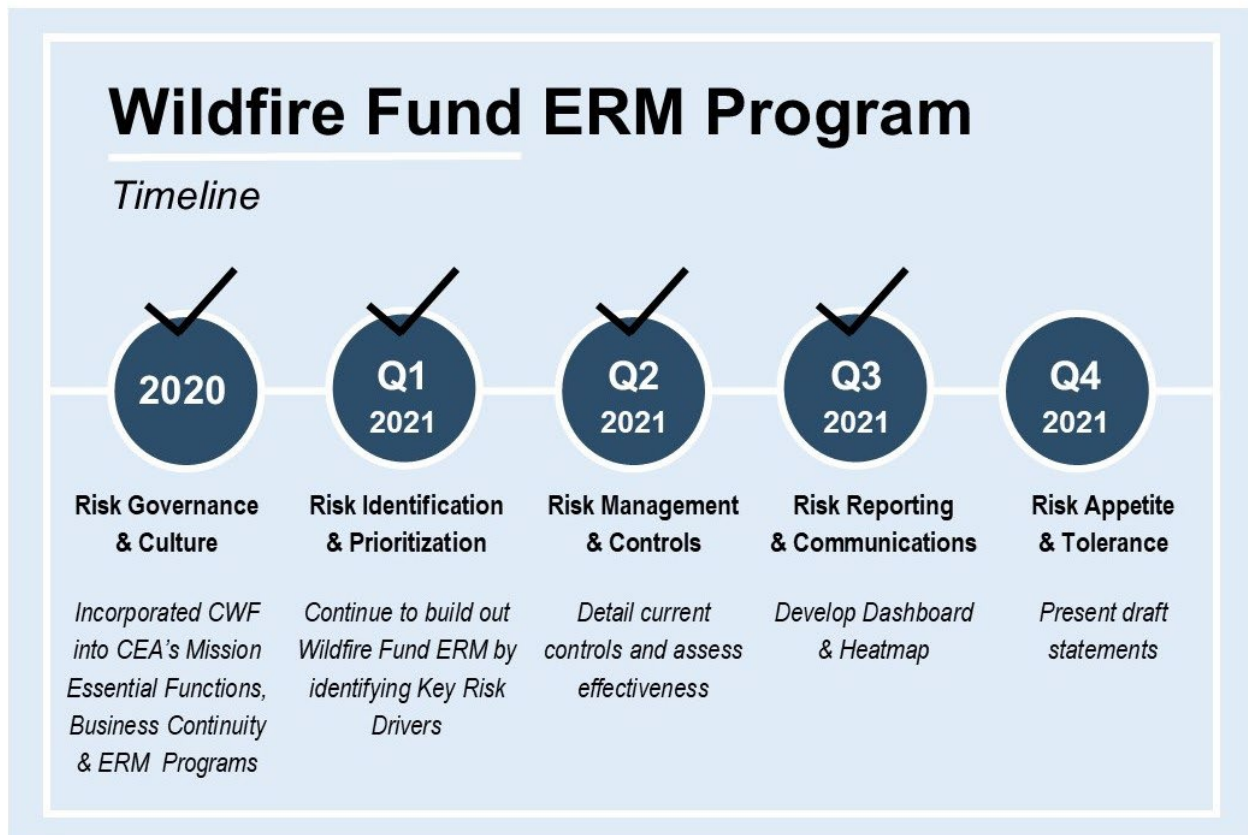 Wildfire Fund ERM Program
Timeline
2020
Q1
2021
Q2
2021
Q3
2021
Q4
2021
Risk Governance
& Culture
Risk Identification
& Prioritization
Risk Management
& Controls
Risk Reporting
& Communications
Risk Appetite
& Tolerance
Incorporated CWF
into CEA's Mission
Essential Functions,
Business Continuity
& ERM Programs
Continue to build out
Wildfire Fund ERM by
identifying Key Risk
Drivers
Detail current
controls and assess
effectiveness
Develop Dashboard
& Heatmap
Present draft
statements